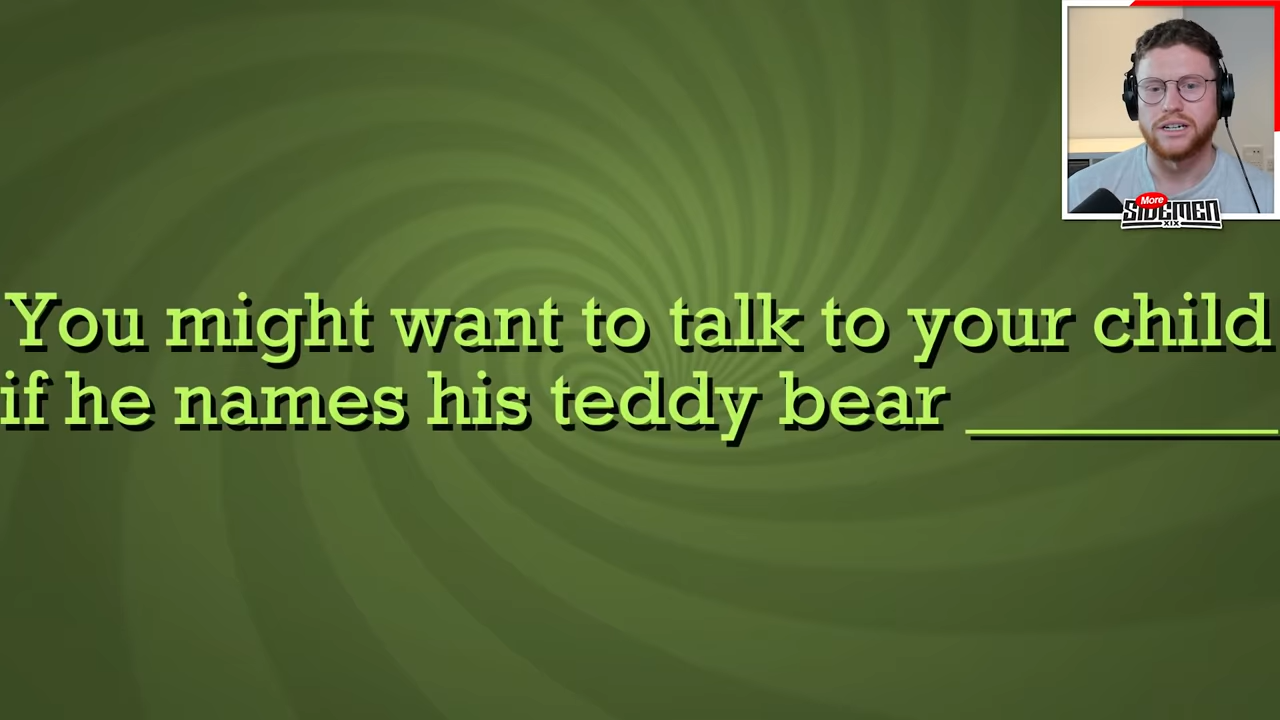 More
SIDEMEN
XIX
You might want to talk to your child
if he names his teddy bear __________